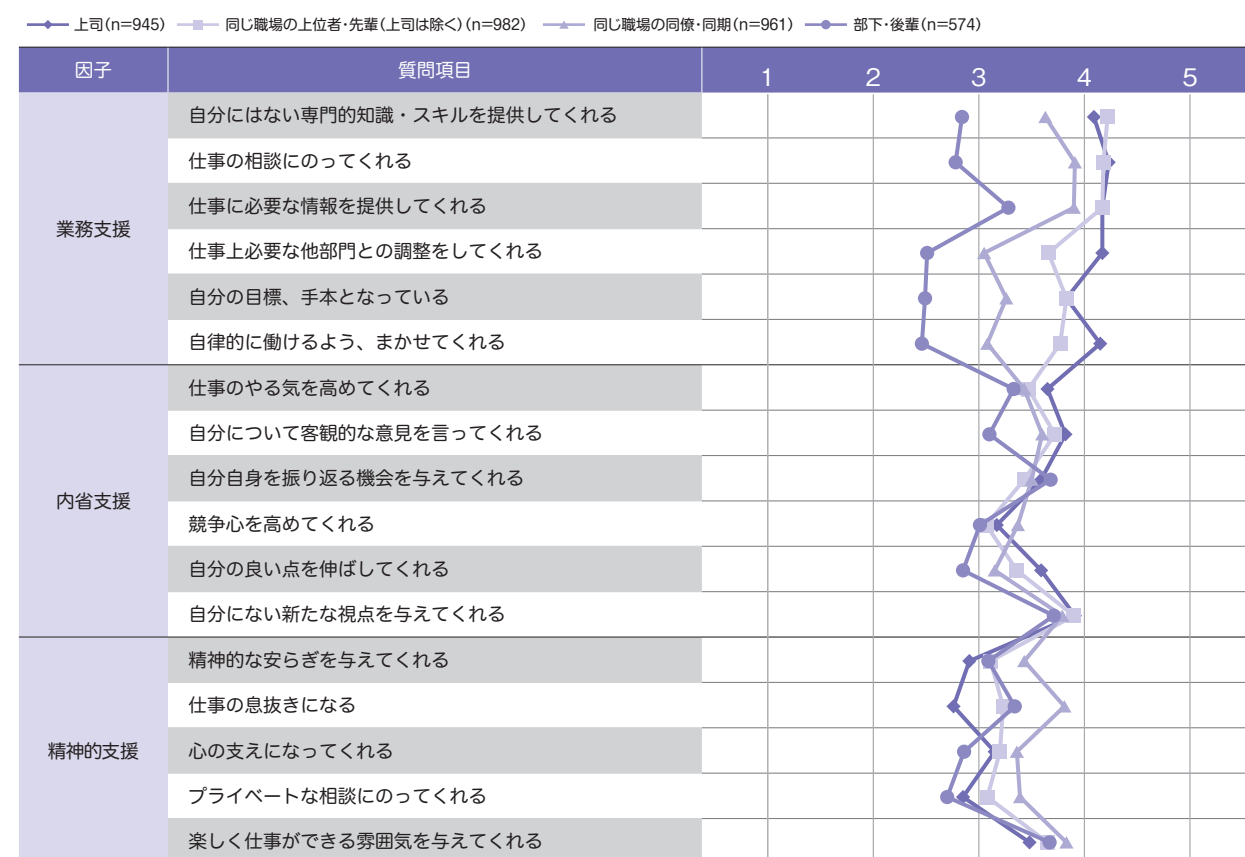 上司(n=945) 同じ職場の上位者・先輩(上司は除く)(n=982) 同じ職場の同僚・同期(n=961) 部下・後輩(n=574)
因子 質問項目 1 2 3 4 5
業務支援
自分にはない専門的知識・スキルを提供してくれる
仕事の相談にのってくれる
仕事に必要な情報を提供してくれる
仕事上必要な他部門との調整をしてくれる
自分の目標、手本となっている
自律的に働けるよう、まかせてくれる
内省支援
仕事のやる気を高めてくれる
自分について客観的な意見を言ってくれる
自分自身を振り返る機会を与えてくれる
競争心を高めてくれる
自分の良い点を伸ばしてくれる
自分にない新たな視点を与えてくれる
精神的支援
精神的な安らぎを与えてくれる
仕事の息抜きになる
心の支えになってくれる
プライベートな相談にのってくれる
楽しく仕事ができる雰囲気を与えてくれる